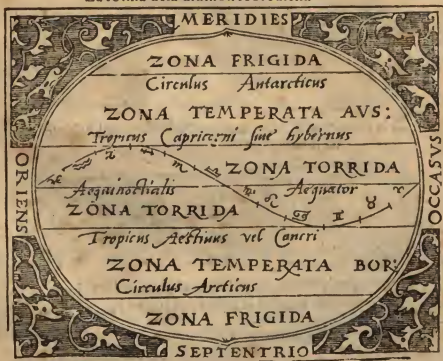 MERIDIES
ZONA FRIGIDA
Circulus Antarcticus
ZONA TEMPERATA AVS:
Tropicus Capricorni siue hybernus
ZONA TORRIDA
Aequinoctialis Aequator
ZONA TORRIDA
Tropicus Aestiuus vel Cancri
ZONA TEMPERATA BOR:
Circulus Arcticus
ZONA FRIGIDA
SEPTENTRIO
ORIENS
OCCASVS